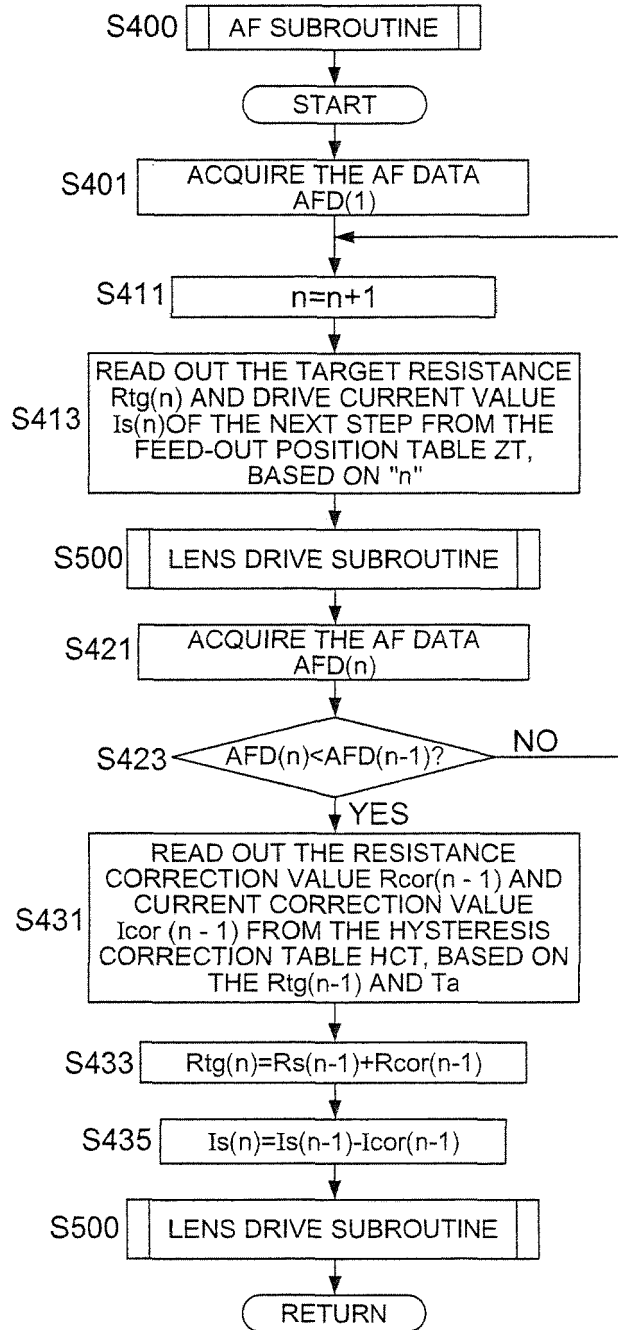 S400
AF SUBROUTINE
START
S401
ACQUIRE THE AF DATA
AFD(1)
S411
n=n+1
S413
READ OUT THE TARGET RESISTANCE
Rtg(n) AND DRIVE CURRENT VALUE
Is(n)OF THE NEXT STEP FROM THE
FEED-OUT POSITION TABLE ZT,
BASED ON "n"
S500
LENS DRIVE SUBROUTINE
S421
ACQUIRE THE AF DATA
AFD(n)
S423
AFD(n)<AFD(n-1)?
NO
YES
S431
READ OUT THE RESISTANCE
CORRECTION VALUE Rcor(n - 1) AND
CURRENT CORRECTION VALUE
Icor (n - 1) FROM THE HYSTERESIS
CORRECTION TABLE HCT, BASED ON
THE Rtg(n-1) AND Ta
S433
Rtg(n)=Rs(n-1)+Rcor(n-1)
S435
Is(n)=Is(n-1)-Icor(n-1)
S500
LENS DRIVE SUBROUTINE
RETURN